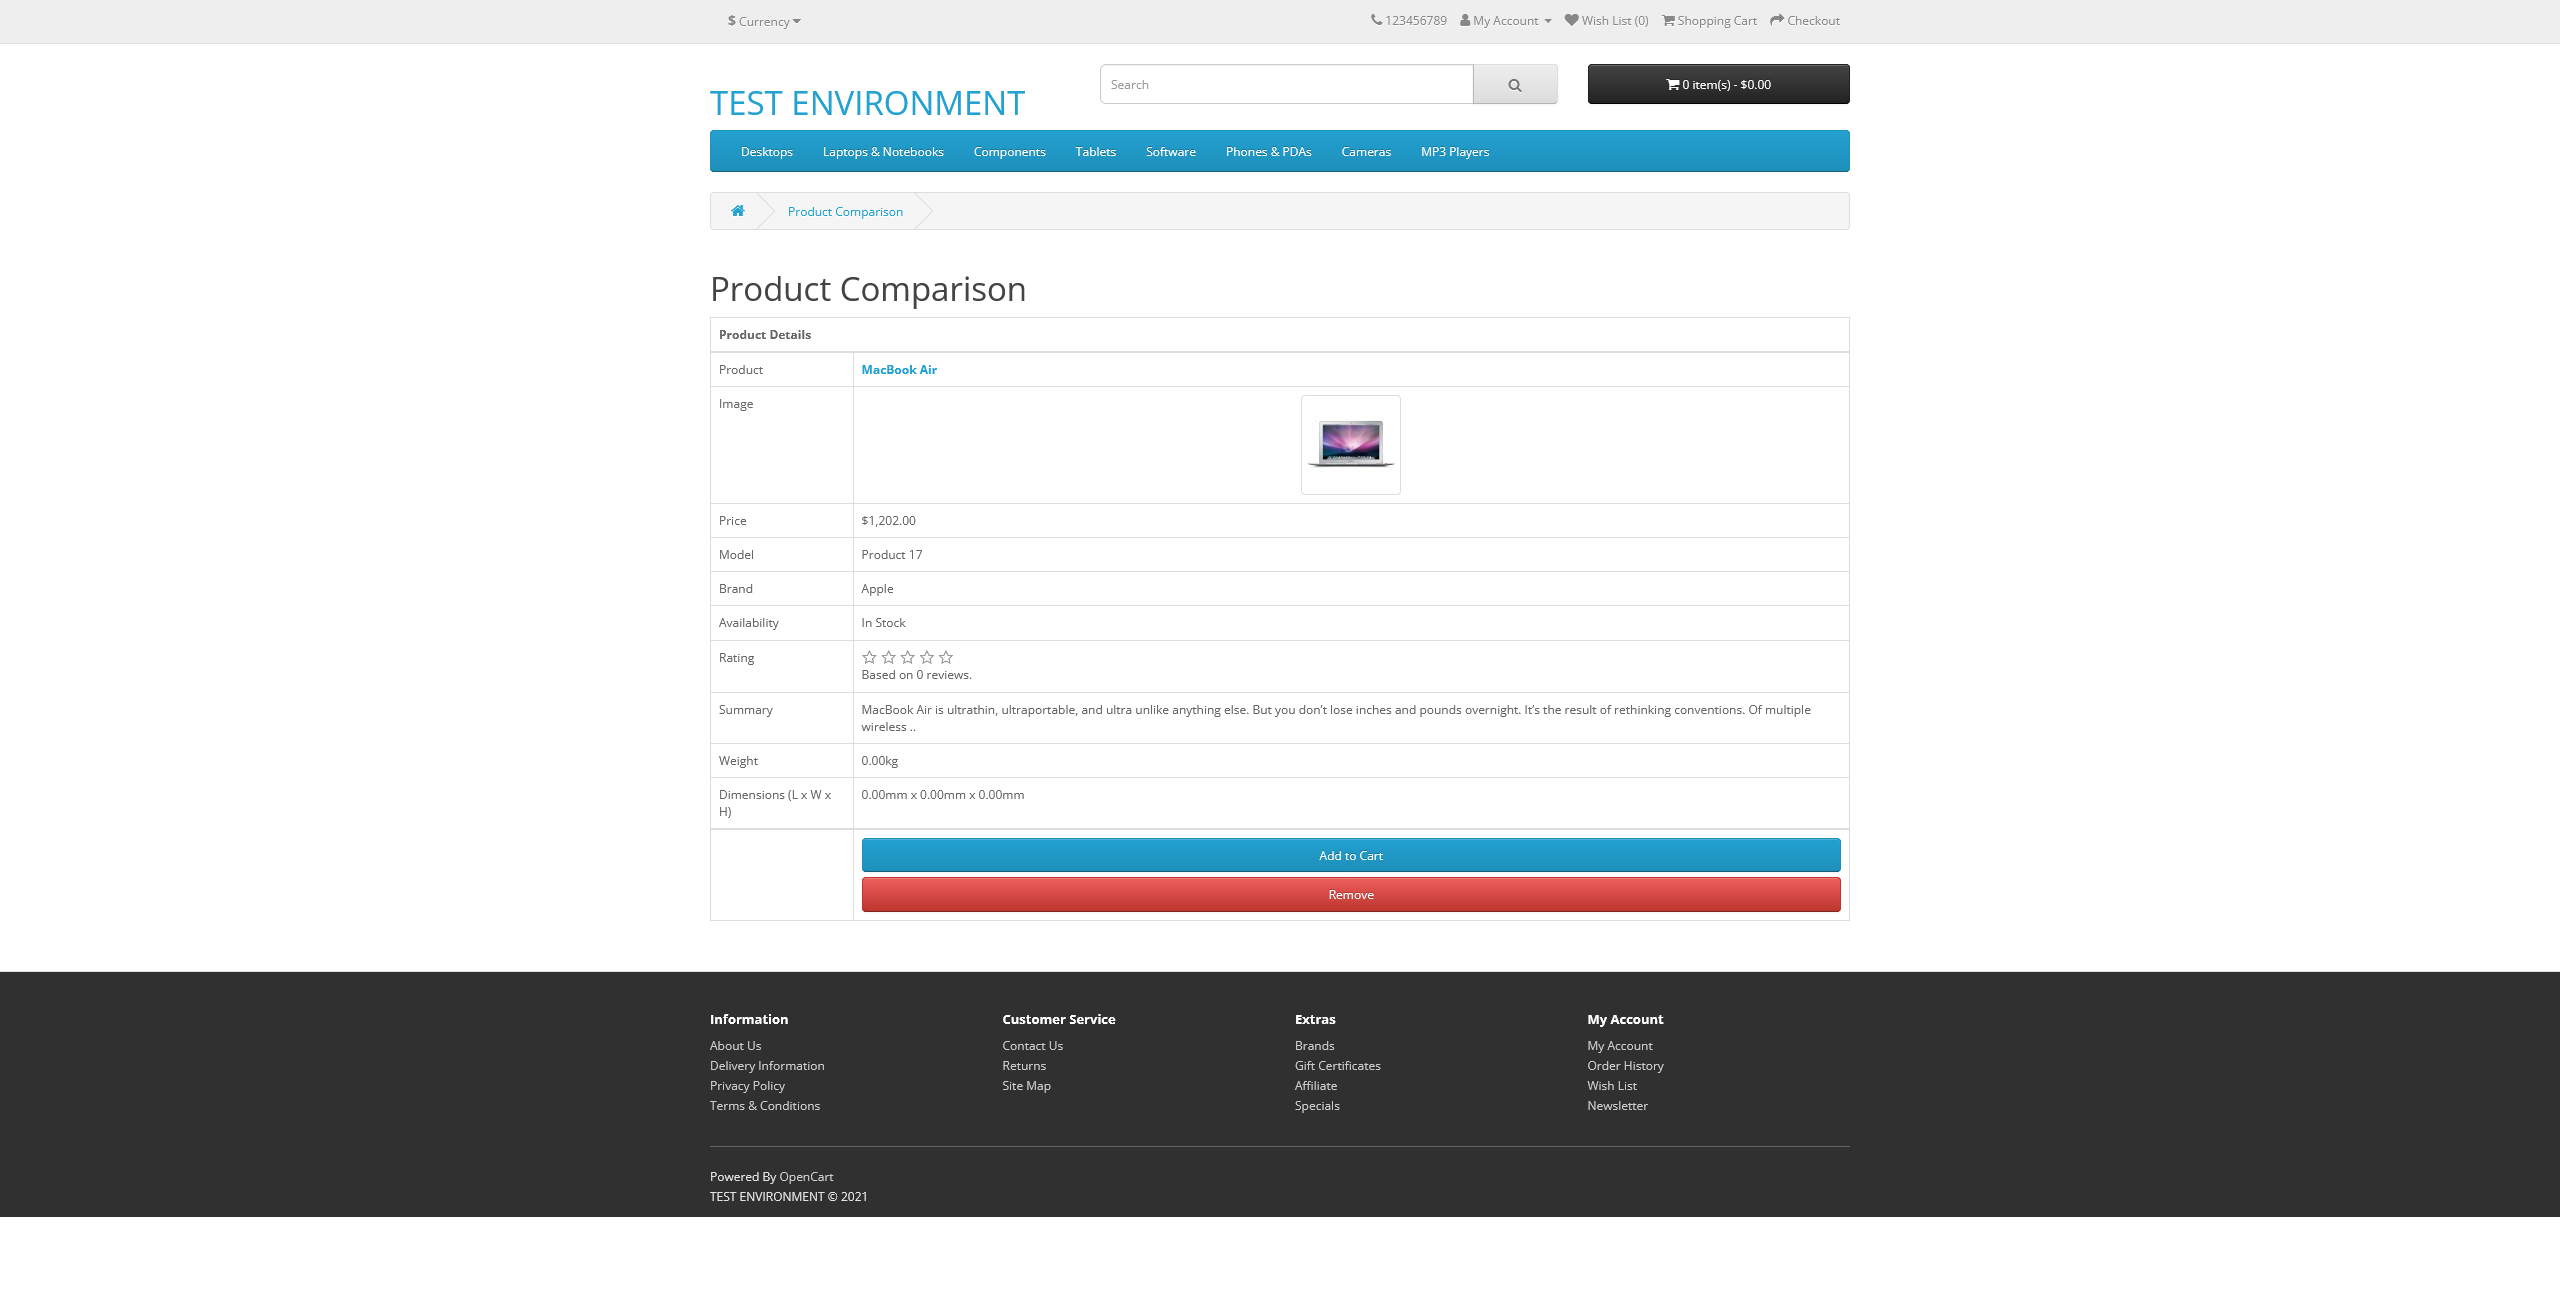 $ Currency
123456789 My Account Wish List (0) Shopping Cart Checkout
TEST ENVIRONMENT
Search
0 item(s) - $0.00
Desktops Laptops & Notebooks Components Tablets Software Phones & PDAs Cameras MP3 Players
Product Comparison
Product Comparison
Product Details
Product MacBook Air
Image
Price $1,202.00
Model Product 17
Brand Apple
Availability In Stock
Rating
Based on 0 reviews.
Summary MacBook Air is ultrathin, ultraportable, and ultra unlike anything else. But you don’t lose inches and pounds overnight. It’s the result of rethinking conventions. Of multiple
wireless ..
Weight 0.00kg
Dimensions (L x W x 0.00mm x 0.00mm x 0.00mm
H)
Add to Cart
Remove
Information Customer Service Extras My Account
About Us Contact Us Brands My Account
Delivery Information Returns Gift Certificates Order History
Privacy Policy Site Map Affiliate Wish List
Terms & Conditions Specials Newsletter
Powered By OpenCart
TEST ENVIRONMENT © 2021